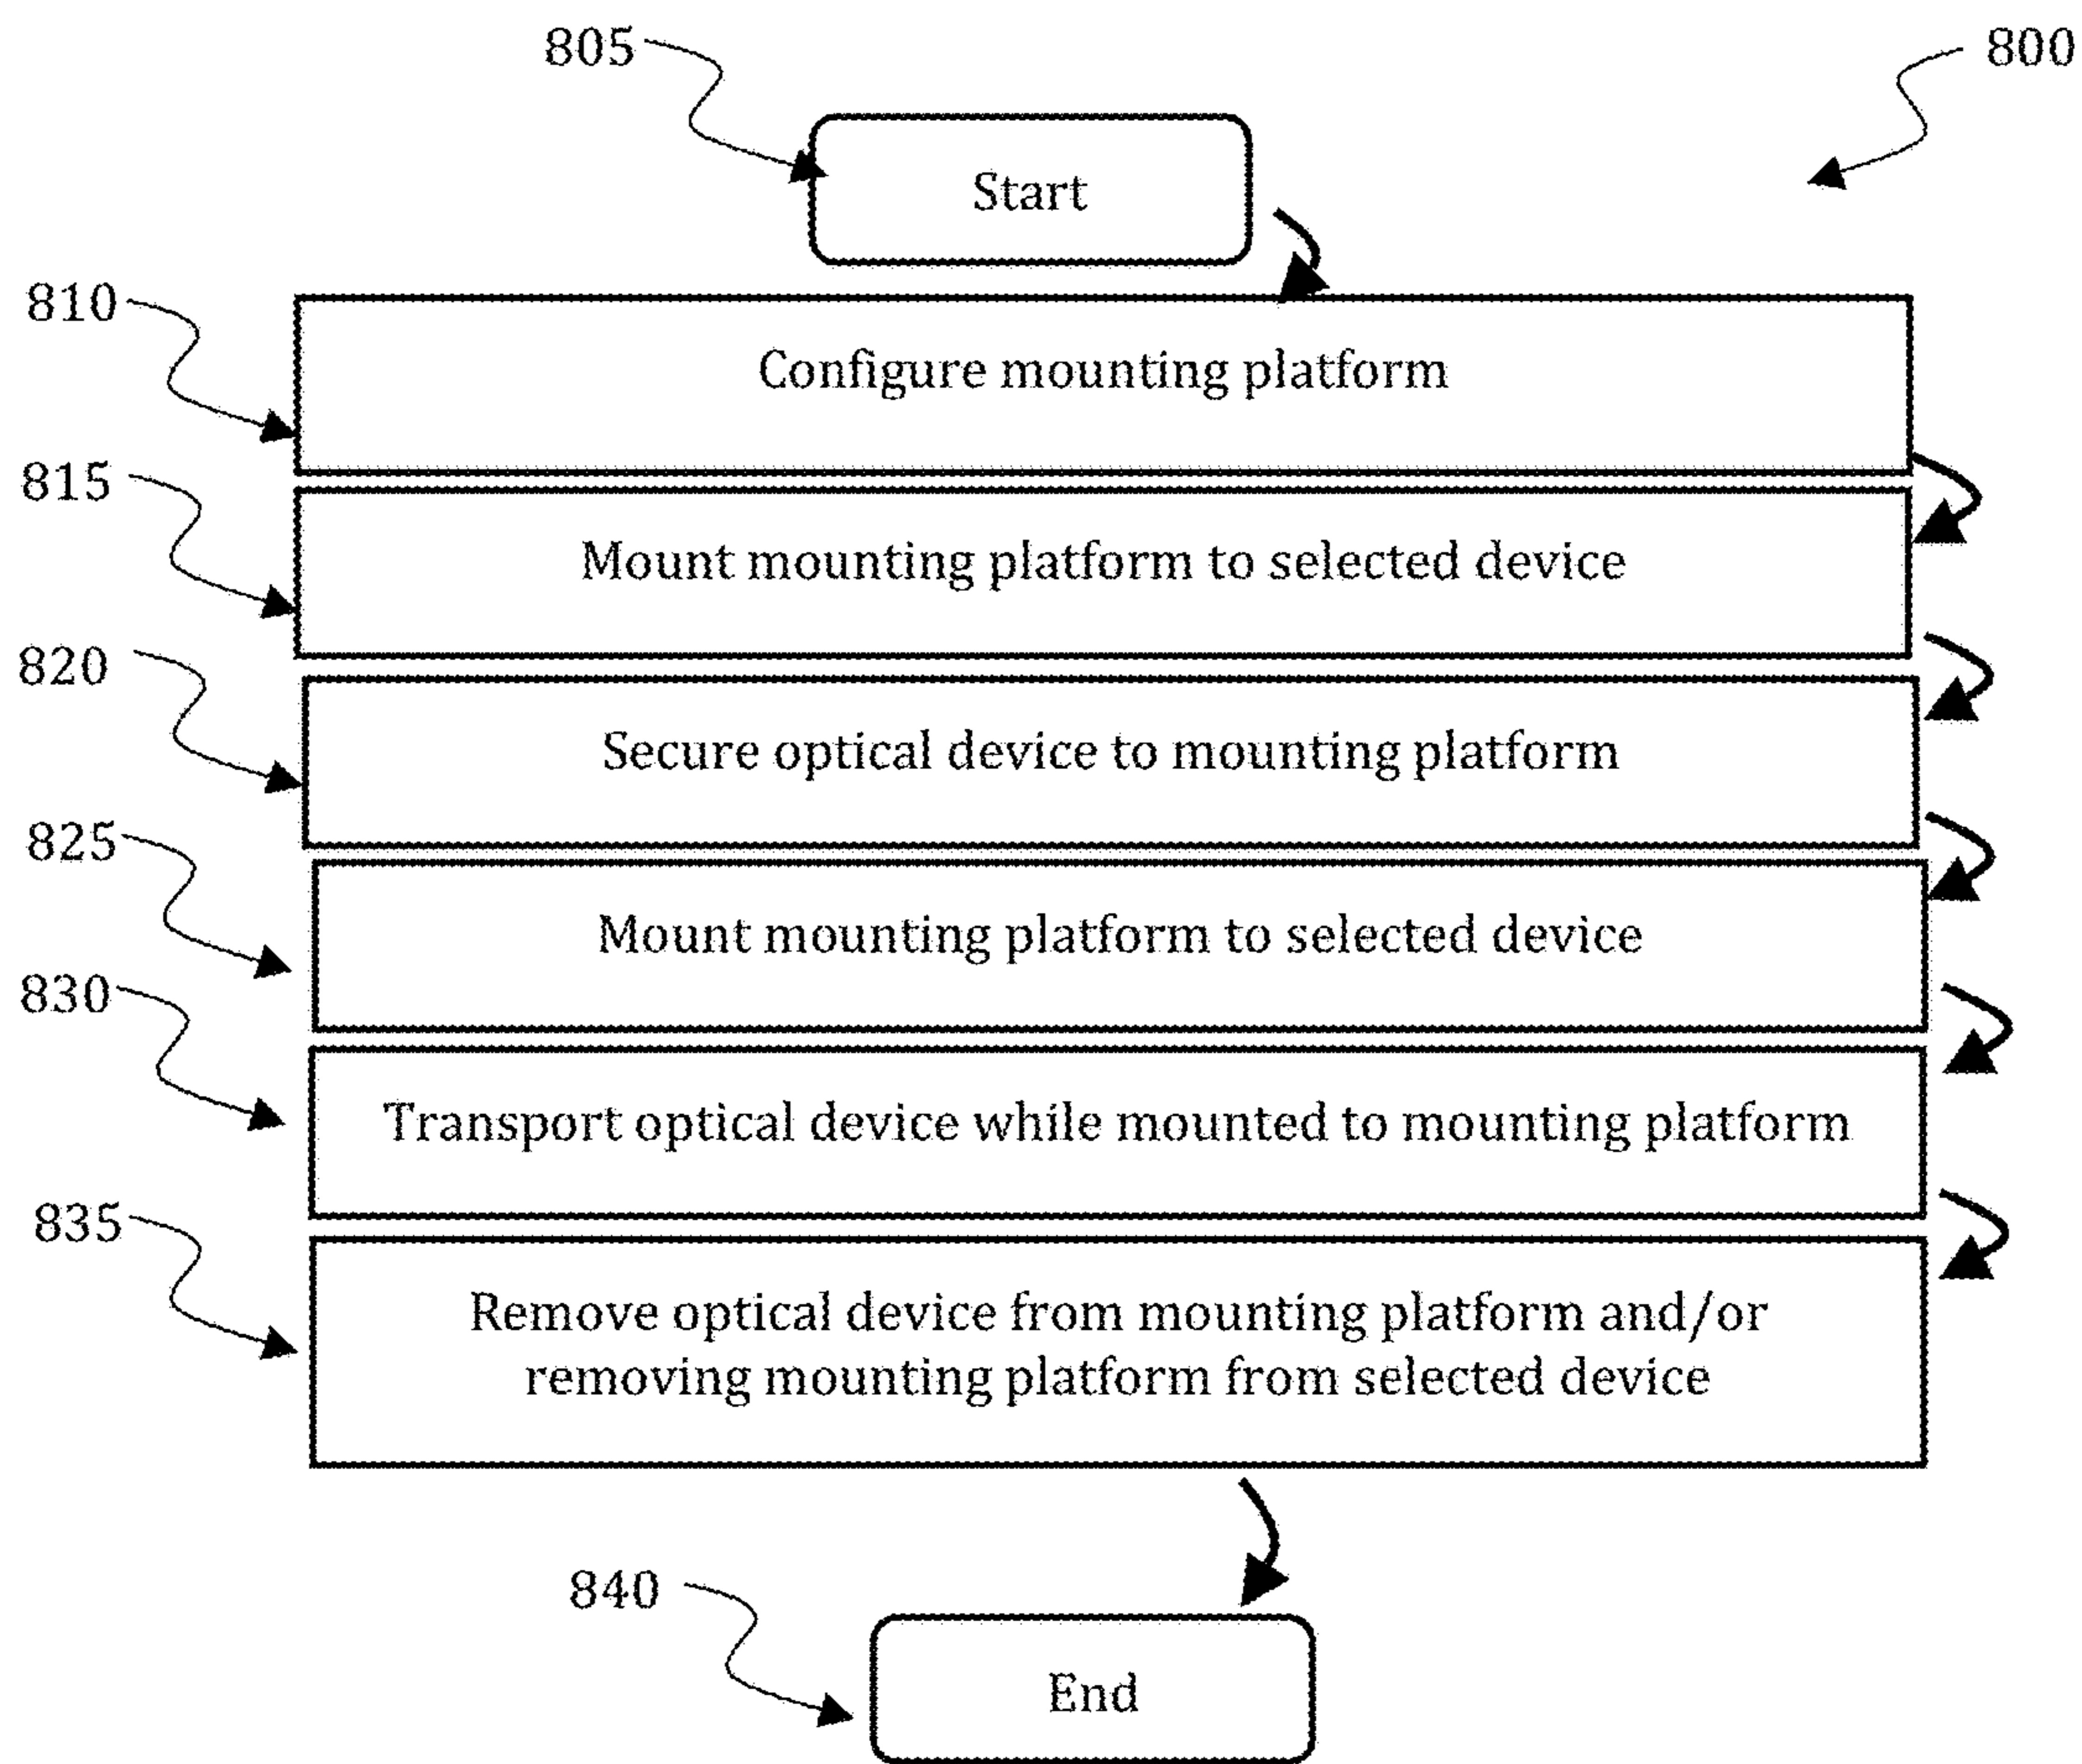 805
800
Start
810
Configure mounting platform
815
Mount mounting platform to selected device
820
Secure optical device to mounting platform
825
Mount mounting platform to selected device
830
Transport optical device while mounted to mounting platform
835
Remove optical device from mounting platform and/or
removing mounting platform from selected device
840
End